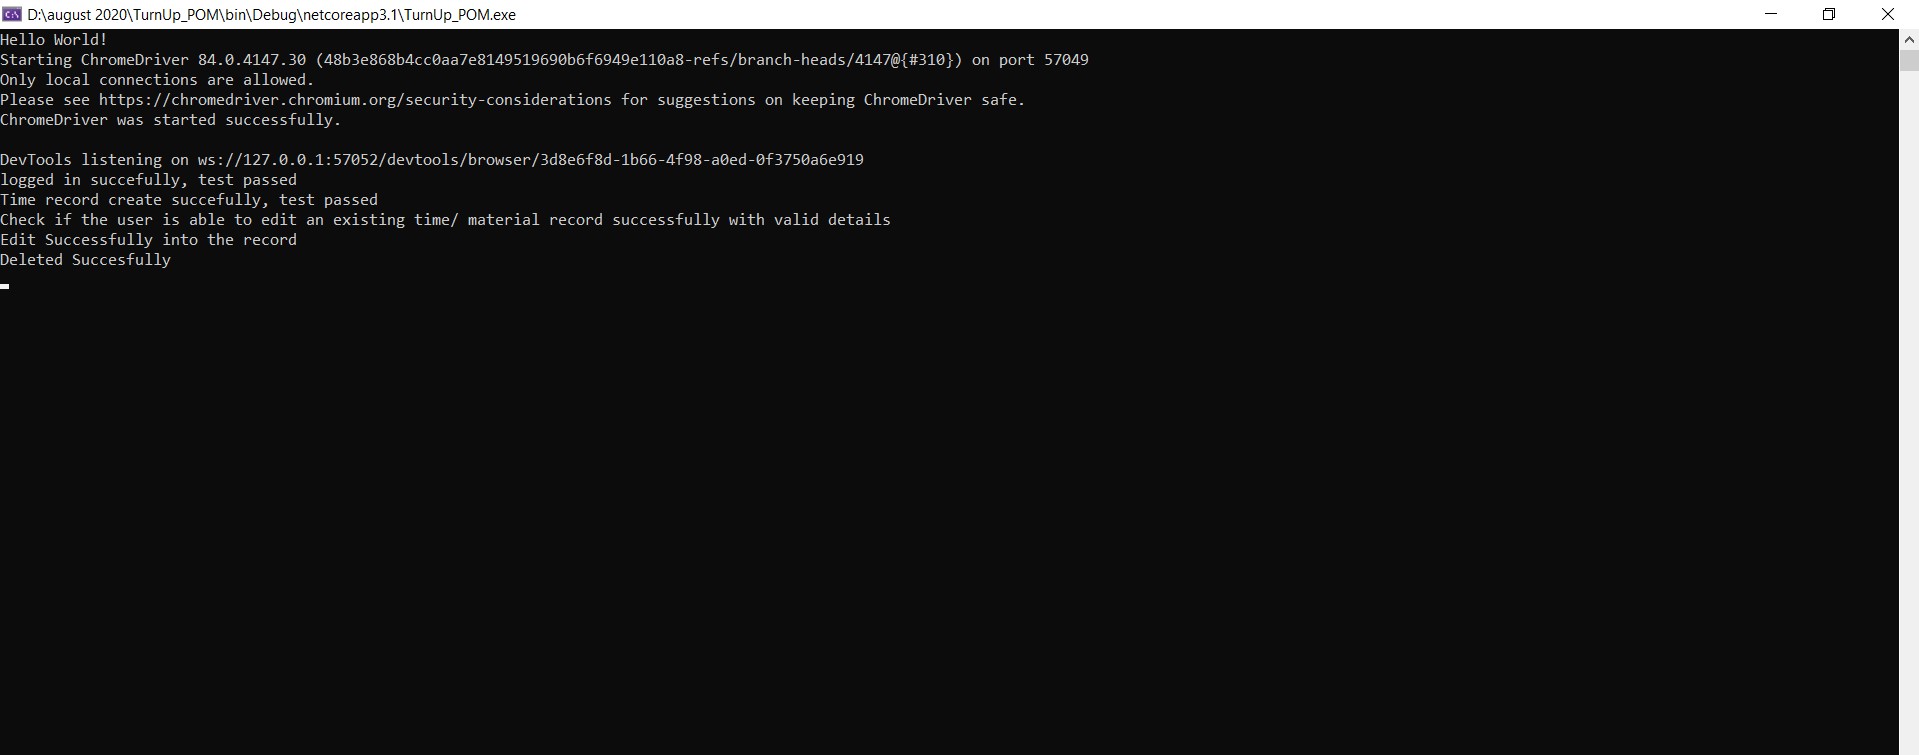 D:\august 2020\TurnUp_POM\bin\Debug\netcoreapp3.1\TurnUp_POM.exe
Hello World!
Starting ChromeDriver 84.0.4147.30 (48b3e868b4cc0aa7e8149519690b6f6949e110a8-refs/branch-heads/4147@{#310}) on port 57049
Only local connections are allowed.
Please see https://chromedriver.chromium.org/security-considerations for suggestions on keeping ChromeDriver safe.
ChromeDriver was started successfully.
DevTools listening on ws://127.0.0.1:57052/devtools/browser/3d8e6f8d-1b66-4f98-a0ed-0f3750a6e919
logged in succefully, test passed
Time record create succefully, test passed
Check if the user is able to edit an existing time/ material record successfully with valid details
Edit Successfully into the record
Deleted Succesfully